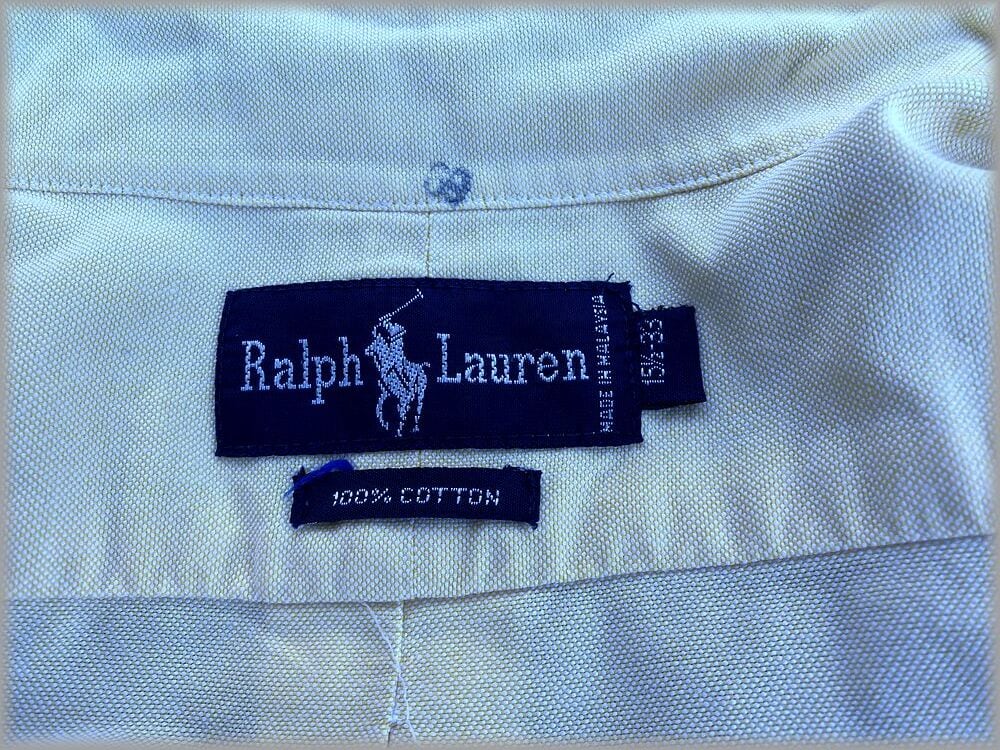 Ralph Lauren
MADE IN MALAYSIA
15½-33
100% COTTON